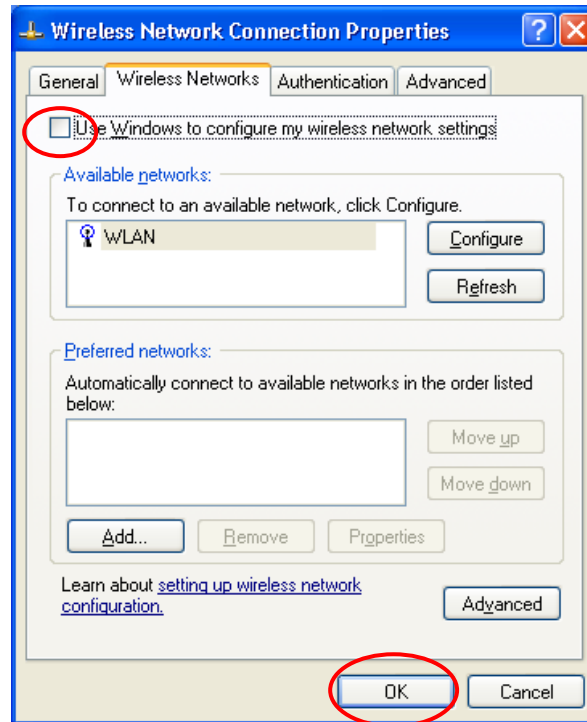 Wireless Network Connection Properties
General Wireless Networks Authentication Advanced
Use Windows to configure my wireless network settings
Available networks:
To connect to an available network, click Configure.
WLAN
Configure
Refresh
Preferred networks:
Automatically connect to available networks in the order listed
below:
Move up
Move down
Add... Remove Properties
Learn about setting up wireless network
configuration.
Advanced
OK Cancel